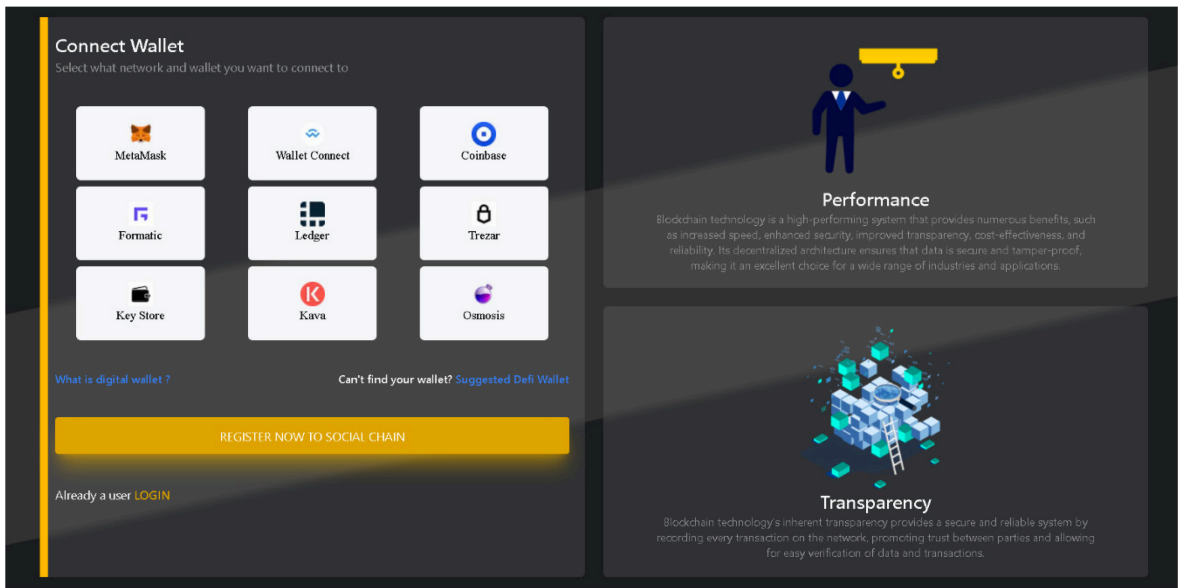 Connect Wallet
Select what network and wallet you want to connect to
MetaMask
Wallet Connect
Coinbase
Formatic
Ledger
Trezar
Key Store
Kava
Osmosis
What is digital wallet ?
Can't find your wallet? Suggested Defi Wallet
REGISTER NOW TO SOCIAL CHAIN
Already a user LOGIN
Performance
Blockchain technology is a high-performing system that provides numerous benefits, such
as increased speed, enhanced security, improved transparency, cost-effectiveness, and
reliability. Its decentralized architecture ensures that data is secure and tamper-proof,
making it an excellent choice for a wide range of industries and applications.
Transparency
Blockchain technology's inherent transparency provides a secure and reliable system by
recording every transaction on the network, promoting trust between parties and allowing
for easy verification of data and transactions.